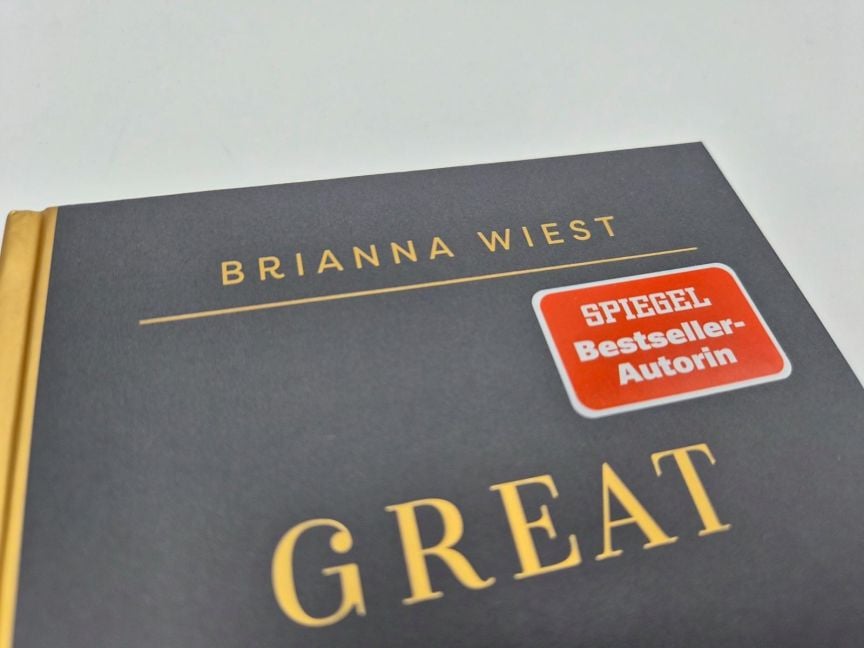 BRIANNA WIEST
SPIEGEL
Bestseller-
Autorin
GREAT